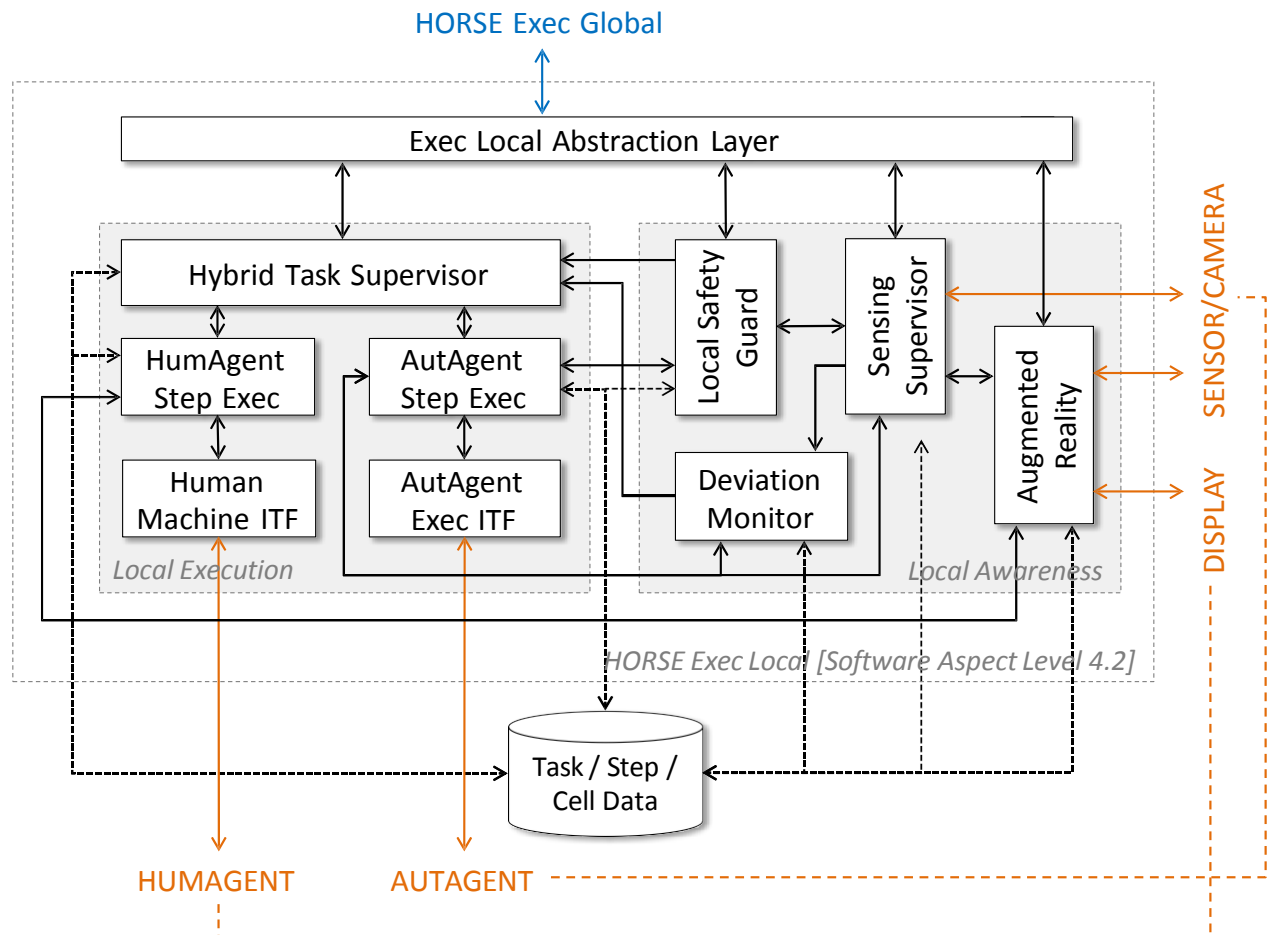 HORSE Exec Global
Exec Local Abstraction Layer
Hybrid Task Supervisor
HumAgent
Step Exec
AutAgent
Step Exec
Human
Machine ITF
AutAgent
Exec ITF
Local Execution
Local Safety
Guard
Sensing
Supervisor
Augmented
Reality
Deviation
Monitor
Local Awareness
HORSE Exec Local [Software Aspect Level 4.2]
SENSOR/CAMERA
DISPLAY
Task / Step /
Cell Data
HUMAGENT
AUTAGENT